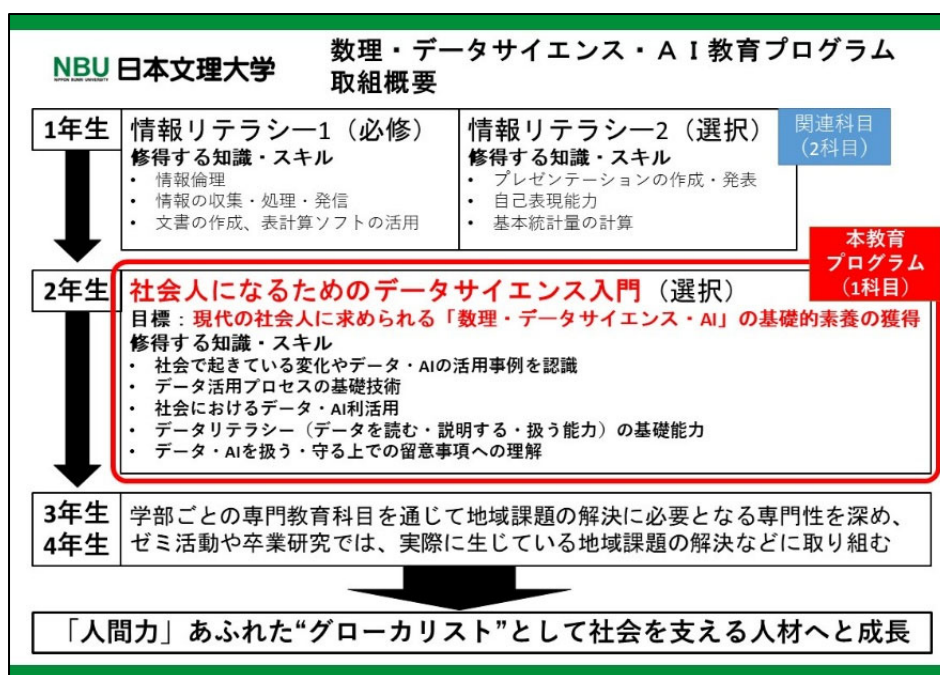 NBU 日本文理大学
NIPPON BUNRI UNIVERSITY
数理・データサイエンス・AI教育プログラム
取組概要
1年生
情報リテラシー1（必修）
修得する知識・スキル
• 情報倫理
• 情報の収集・処理・発信
• 文書の作成、表計算ソフトの活用
情報リテラシー2（選択）
修得する知識・スキル
• プレゼンテーションの作成・発表
• 自己表現能力
• 基本統計量の計算
関連科目
（2科目）
本教育
プログラム
（1科目）
2年生
社会人になるためのデータサイエンス入門（選択）
目標：現代の社会人に求められる「数理・データサイエンス・AI」の基礎的素養の獲得
修得する知識・スキル
• 社会で起きている変化やデータ・AIの活用事例を認識
• データ活用プロセスの基礎技術
• 社会におけるデータ・AI利活用
• データリテラシー（データを読む・説明する・扱う能力）の基礎能力
• データ・AIを扱う・守る上での留意事項への理解
3年生
4年生
学部ごとの専門教育科目を通じて地域課題の解決に必要となる専門性を深め、
ゼミ活動や卒業研究では、実際に生じている地域課題の解決などに取り組む
「人間力」あふれた“グローカリスト”として社会を支える人材へと成長